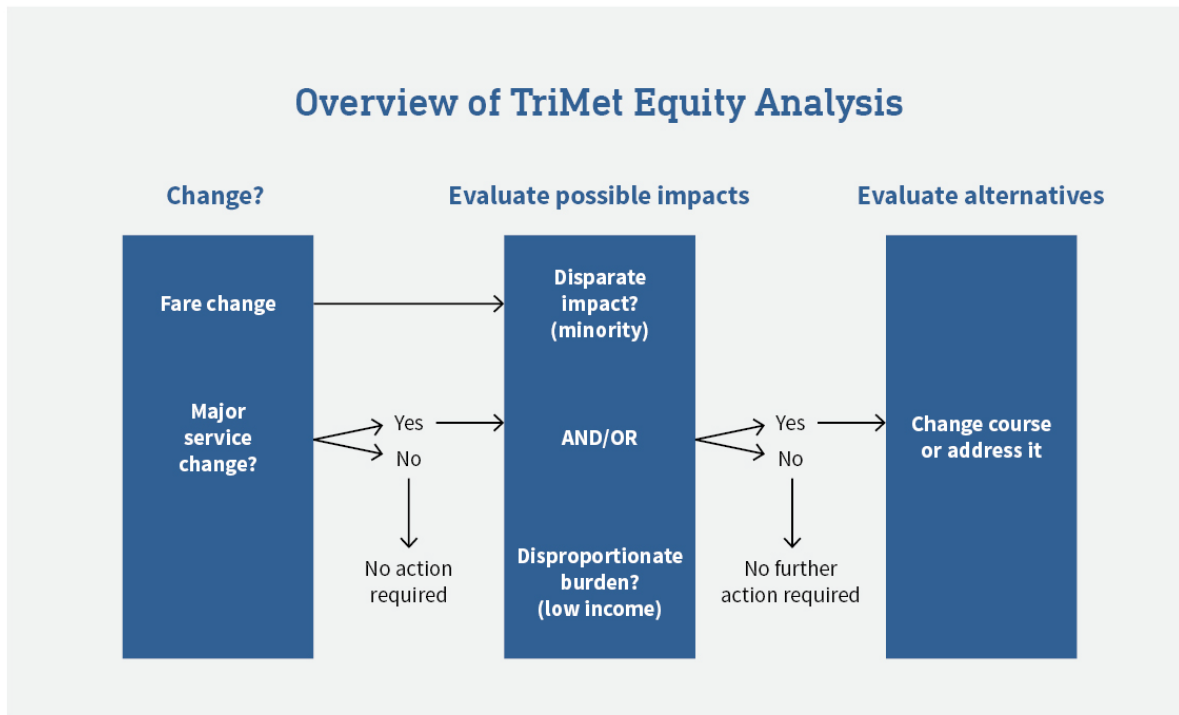 Overview of TriMet Equity Analysis
Change?
Evaluate possible impacts
Evaluate alternatives
Fare change
Major
service
change?
Yes
No
No action
required
Disparate
impact?
(minority)
AND/OR
Disproportionate
burden?
(low income)
Yes
No
No further
action required
Change course
or address it